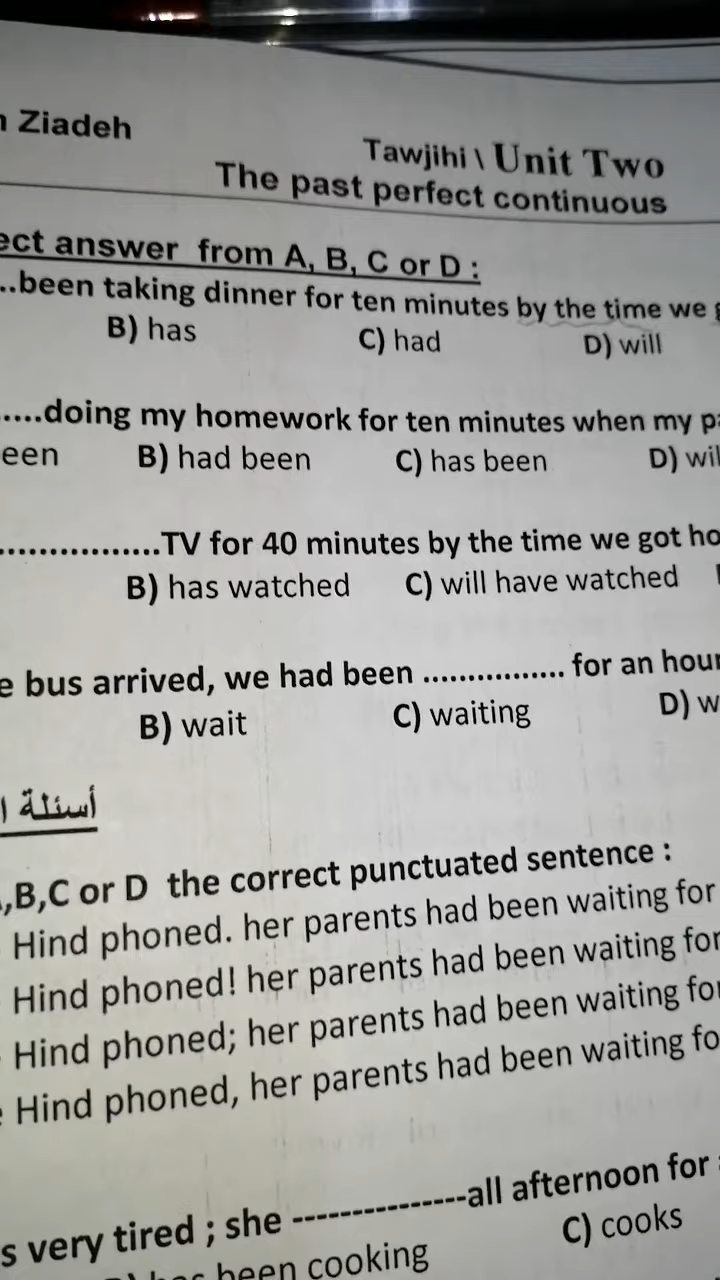 Ziadeh
Tawjihi \ Unit Two
The past perfect continuous
ect answer from A, B, C or D :
..been taking dinner for ten minutes by the time we
B) has C) had D) will
.....doing my homework for ten minutes when my
een B) had been C) has been D) wil
.................TV for 40 minutes by the time we got ho
B) has watched C) will have watched
e bus arrived, we had been ................ for an hour
B) wait C) waiting D) w
أسئلة
,B,C or D the correct punctuated sentence :
Hind phoned. her parents had been waiting for
Hind phoned! her parents had been waiting for
Hind phoned; her parents had been waiting for
Hind phoned, her parents had been waiting fo
s very tired ; she ---------------all afternoon for
been cooking C) cooks